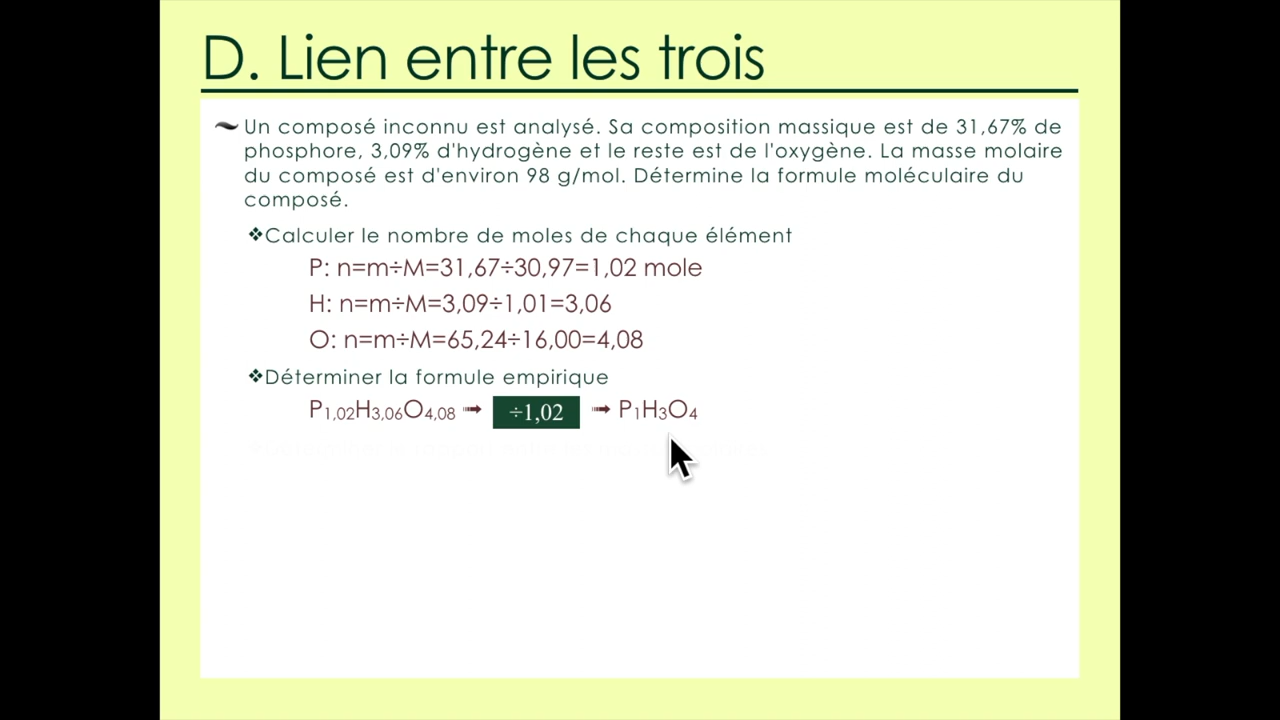 D. Lien entre les trois
Un composé inconnu est analysé. Sa composition massique est de 31,67% de
phosphore, 3,09% d'hydrogène et le reste est de l'oxygène. La masse molaire
du composé est d'environ 98 g/mol. Détermine la formule moléculaire du
composé.
❖Calculer le nombre de moles de chaque élément
P: n=m÷M=31,67÷30,97=1,02 mole
H: n=m÷M=3,09÷1,01=3,06
O: n=m÷M=65,24÷16,00=4,08
❖Déterminer la formule empirique
P1,02H3,06O4,08 ➟ ÷1,02 ➟ P1H3O4